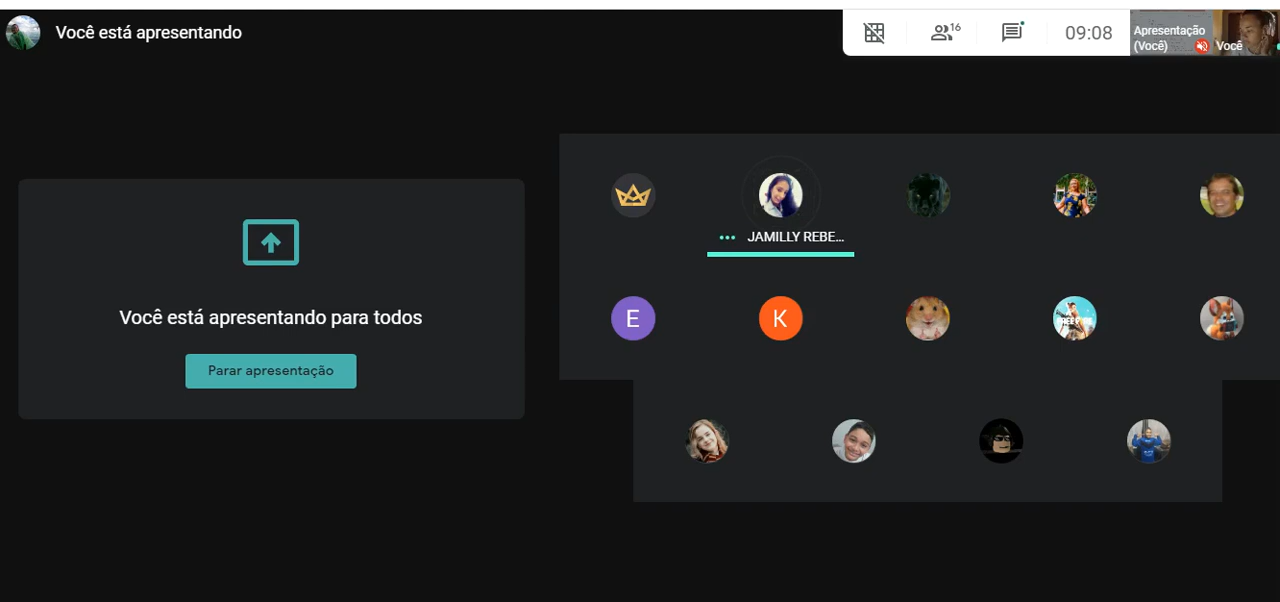 Você está apresentando
16
09:08
Apresentação
(Você)
Você
JAMILLY REBE...
Você está apresentando para todos
Parar apresentação
E
K